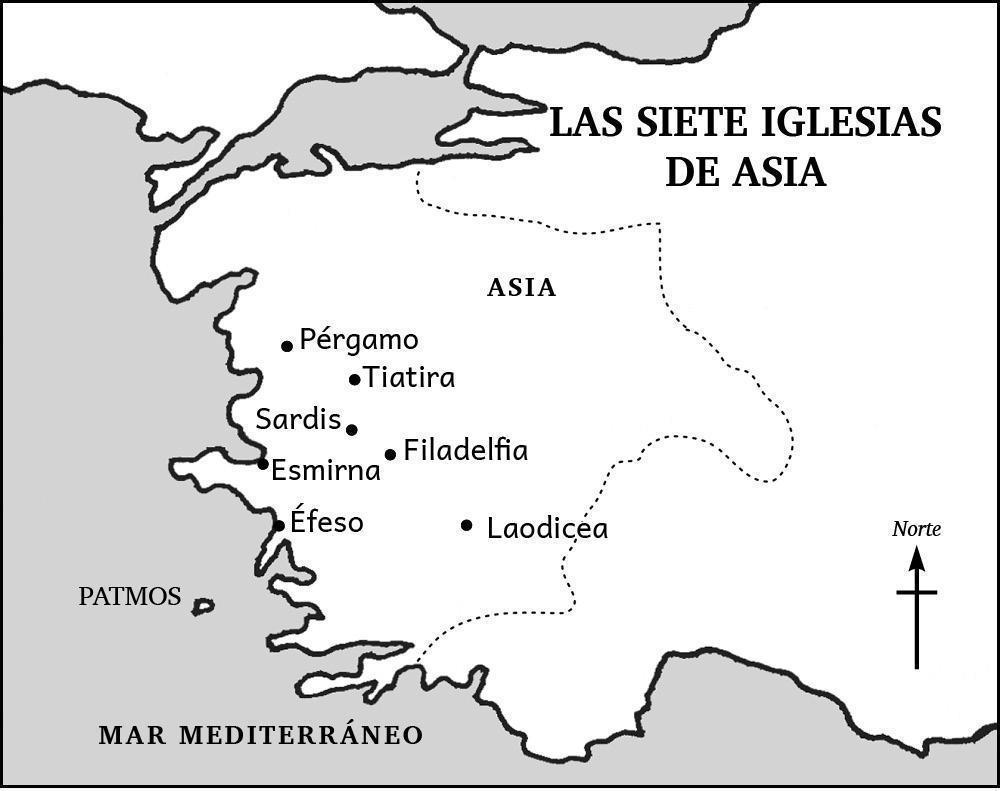 LAS SIETE IGLESIAS
DE ASIA
ASIA
Pérgamo
Tiatira
Sardis
Filadelfia
Esmirna
Éfeso
Laodicea
Norte
PATMOS
MAR MEDITERRÁNEO